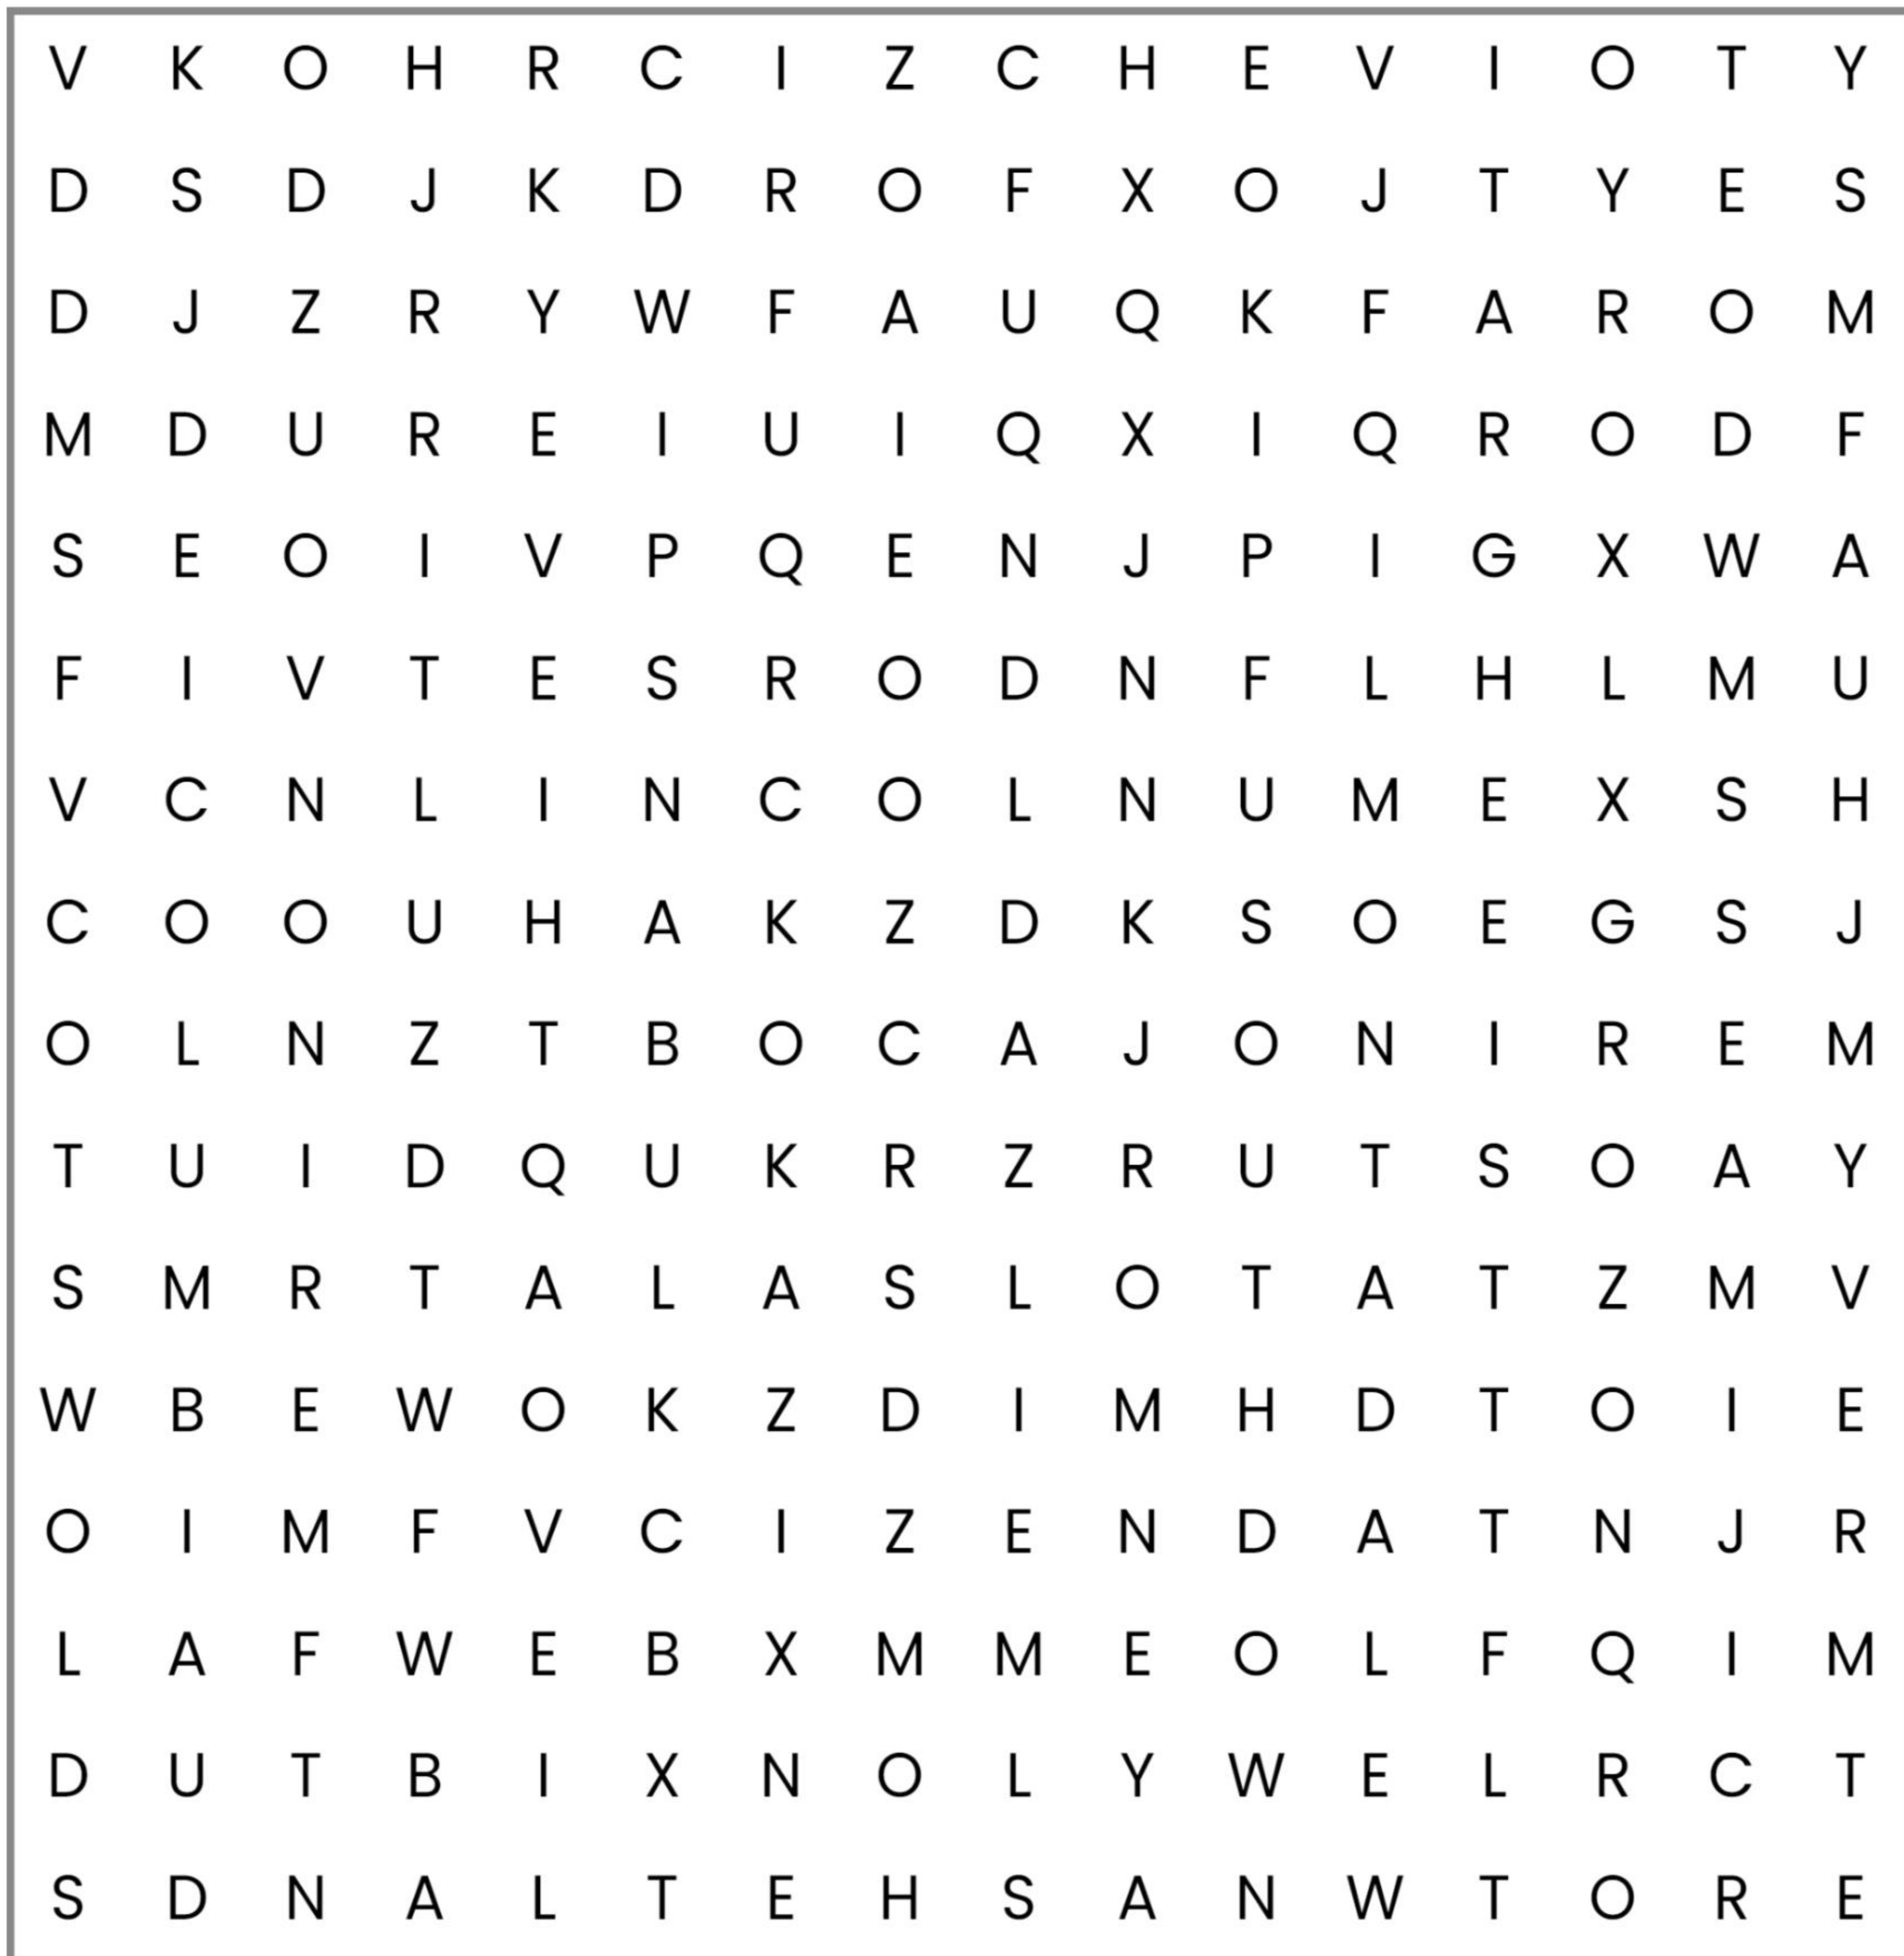 V K O H R C I Z C H E V I O T Y
D S D J K D R O F X O J T Y E S
D J Z R Y W F A U Q K F A R O M
M D U R E I U I Q X I Q R O D F
S E O I V P Q E N J P I G X W A
F I V T E S R O D N F L H L M U
V C N L I N C O L N U M E X S H
C O O U H A K Z D K S O E G S J
O L N Z T B O C A J O N I R E M
T U I D Q U K R Z R U T S O A Y
S M R T A L A S L O T A T Z M V
W B E W O K Z D I M H D T O I E
O I M F V C I Z E N D A T N J R
L A F W E B X M M E O L F Q I M
D U T B I X N O L Y W E L R C T
S D N A L T E H S A N W T O R E